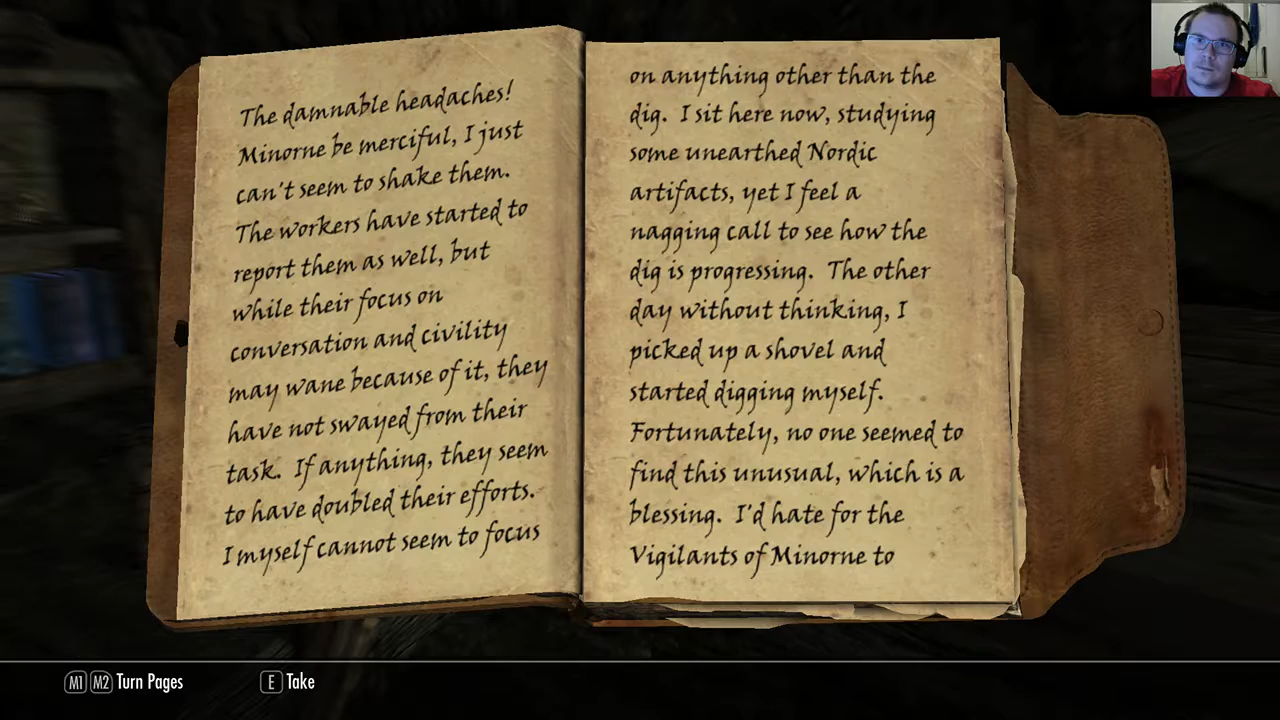 The damnable headaches!
Minorne be merciful, I just
can't seem to shake them.
The workers have started to
report them as well, but
while their focus on
conversation and civility
may wane because of it, they
have not swayed from their
task.  If anything, they seem
to have doubled their efforts.
I myself cannot seem to focus
on anything other than the
dig.  I sit here now, studying
some unearthed Nordic
artifacts, yet I feel a
nagging call to see how the
dig is progressing.  The other
day without thinking, I
picked up a shovel and
started digging myself.
Fortunately, no one seemed to
find this unusual, which is a
blessing.  I'd hate for the
Vigilants of Minorne to
M1 M2 Turn Pages
E Take